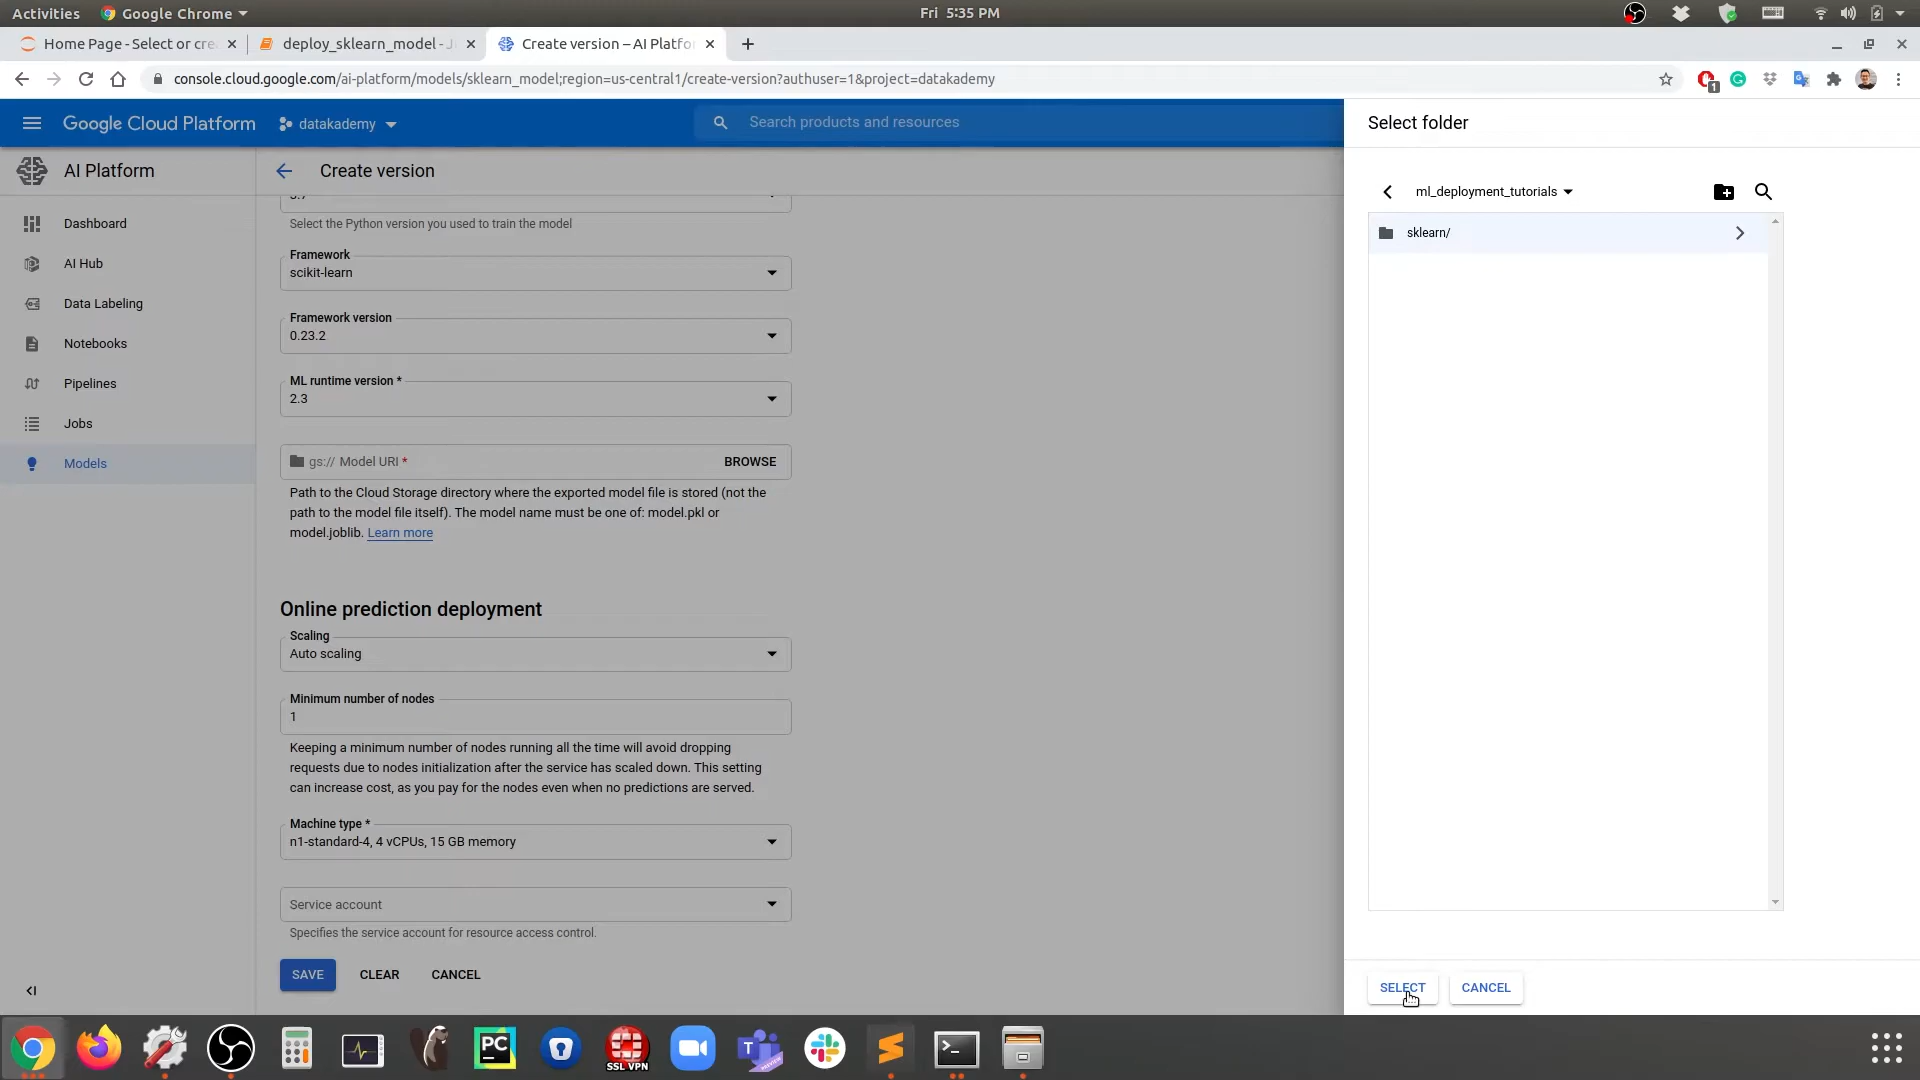 Activities
Google Chrome
Fri 5:35 PM
Home Page - Select or cre
deploy_sklearn_model - J
Create version – AI Platfo
console.cloud.google.com/ai-platform/models/sklearn_model;region=us-central1/create-version?authuser=1&project=datakademy
1
Google Cloud Platform
datakademy
Search products and resources
AI Platform
Dashboard
AI Hub
Data Labeling
Notebooks
Pipelines
Jobs
Models
Create version
3.7
Select the Python version you used to train the model
Framework
scikit-learn
Framework version
0.23.2
ML runtime version *
2.3
gs:// Model URI *
BROWSE
Path to the Cloud Storage directory where the exported model file is stored (not the
path to the model file itself). The model name must be one of: model.pkl or
model.joblib. Learn more
Online prediction deployment
Scaling
Auto scaling
Minimum number of nodes
1
Keeping a minimum number of nodes running all the time will avoid dropping
requests due to nodes initialization after the service has scaled down. This setting
can increase cost, as you pay for the nodes even when no predictions are served.
Machine type *
n1-standard-4, 4 vCPUs, 15 GB memory
Service account
Specifies the service account for resource access control.
SAVE
CLEAR
CANCEL
Select folder
ml_deployment_tutorials
sklearn/
SELECT
CANCEL
PC
SSL VPN